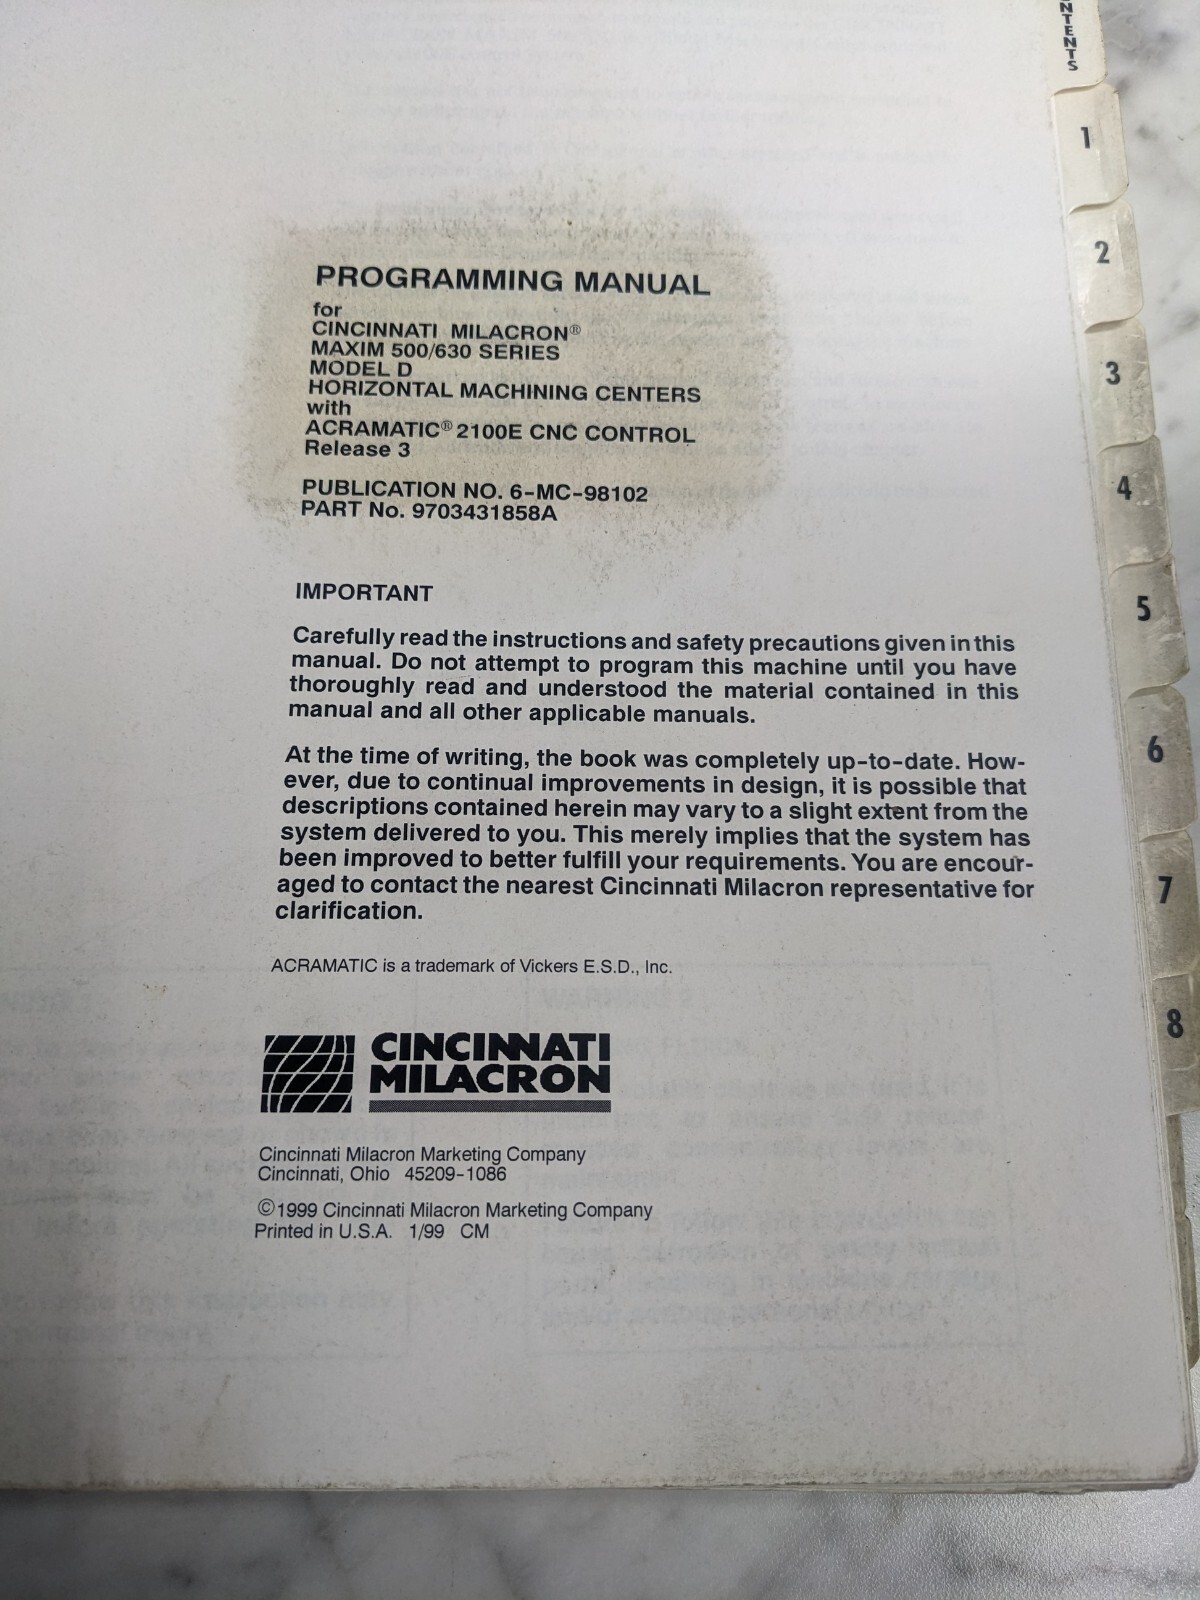 PROGRAMMING MANUAL
for
CINCINNATI MILACRON®
MAXIM 500/630 SERIES
MODEL D
HORIZONTAL MACHINING CENTERS
with
ACRAMATIC® 2100E CNC CONTROL
Release 3
PUBLICATION NO. 6-MC-98102
PART No. 9703431858A
IMPORTANT
Carefully read the instructions and safety precautions given in this
manual. Do not attempt to program this machine until you have
thoroughly read and understood the material contained in this
manual and all other applicable manuals.
At the time of writing, the book was completely up-to-date. How-
ever, due to continual improvements in design, it is possible that
descriptions contained herein may vary to a slight extent from the
system delivered to you. This merely implies that the system has
been improved to better fulfill your requirements. You are encour-
aged to contact the nearest Cincinnati Milacron representative for
clarification.
ACRAMATIC is a trademark of Vickers E.S.D., Inc.
CINCINNATI
MILACRON
Cincinnati Milacron Marketing Company
Cincinnati, Ohio 45209-1086
©1999 Cincinnati Milacron Marketing Company
Printed in U.S.A. 1/99 CM
NTENTS
1
2
3
4
5
6
7
8